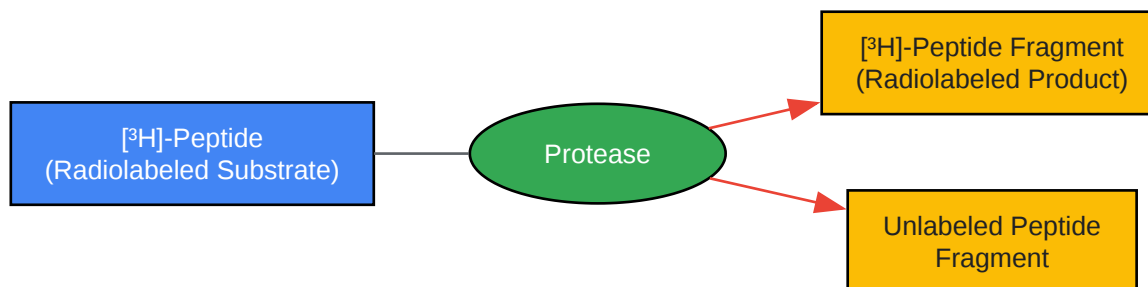 [³H]-Peptide
(Radiolabeled Substrate)
Protease
[³H]-Peptide Fragment
(Radiolabeled Product)
Unlabeled Peptide
Fragment